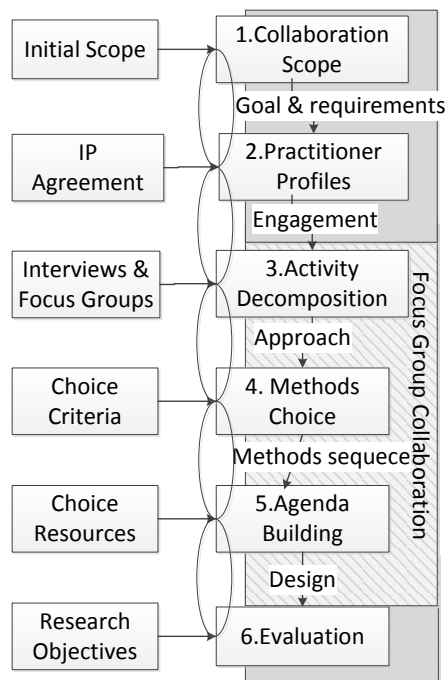 Initial Scope
1.Collaboration
Scope
Goal & requirements
IP
Agreement
2.Practitioner
Profiles
Engagement
Interviews &
Focus Groups
3.Activity
Decomposition
Approach
Choice
Criteria
4. Methods
Choice
Methods sequece
Choice
Resources
5.Agenda
Building
Design
Research
Objectives
6.Evaluation
Focus Group Collaboration